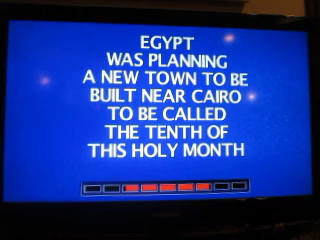 EGYPT
WAS PLANNING
A NEW TOWN TO BE
BUILT NEAR CAIRO
TO BE CALLED
THE TENTH OF
THIS HOLY MONTH